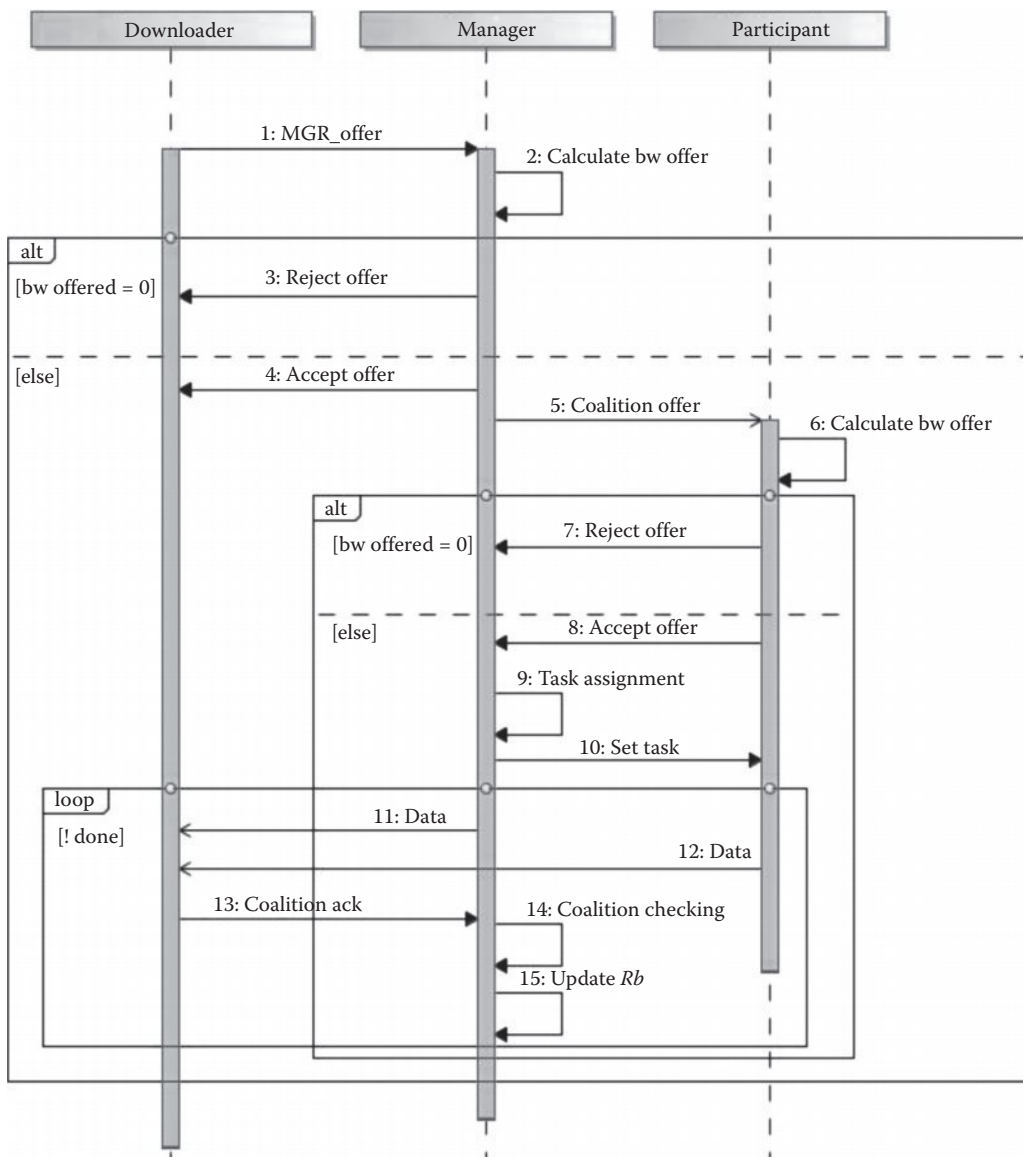 Downloader
Manager
Participant
1: MGR_offer
2: Calculate bw offer
alt
[bw offered = 0]
3: Reject offer
[else]
4: Accept offer
5: Coalition offer
6: Calculate bw offer
alt
[bw offered = 0]
7: Reject offer
[else]
8: Accept offer
9: Task assignment
10: Set task
loop
[! done]
11: Data
12: Data
13: Coalition ack
14: Coalition checking
15: Update Rb